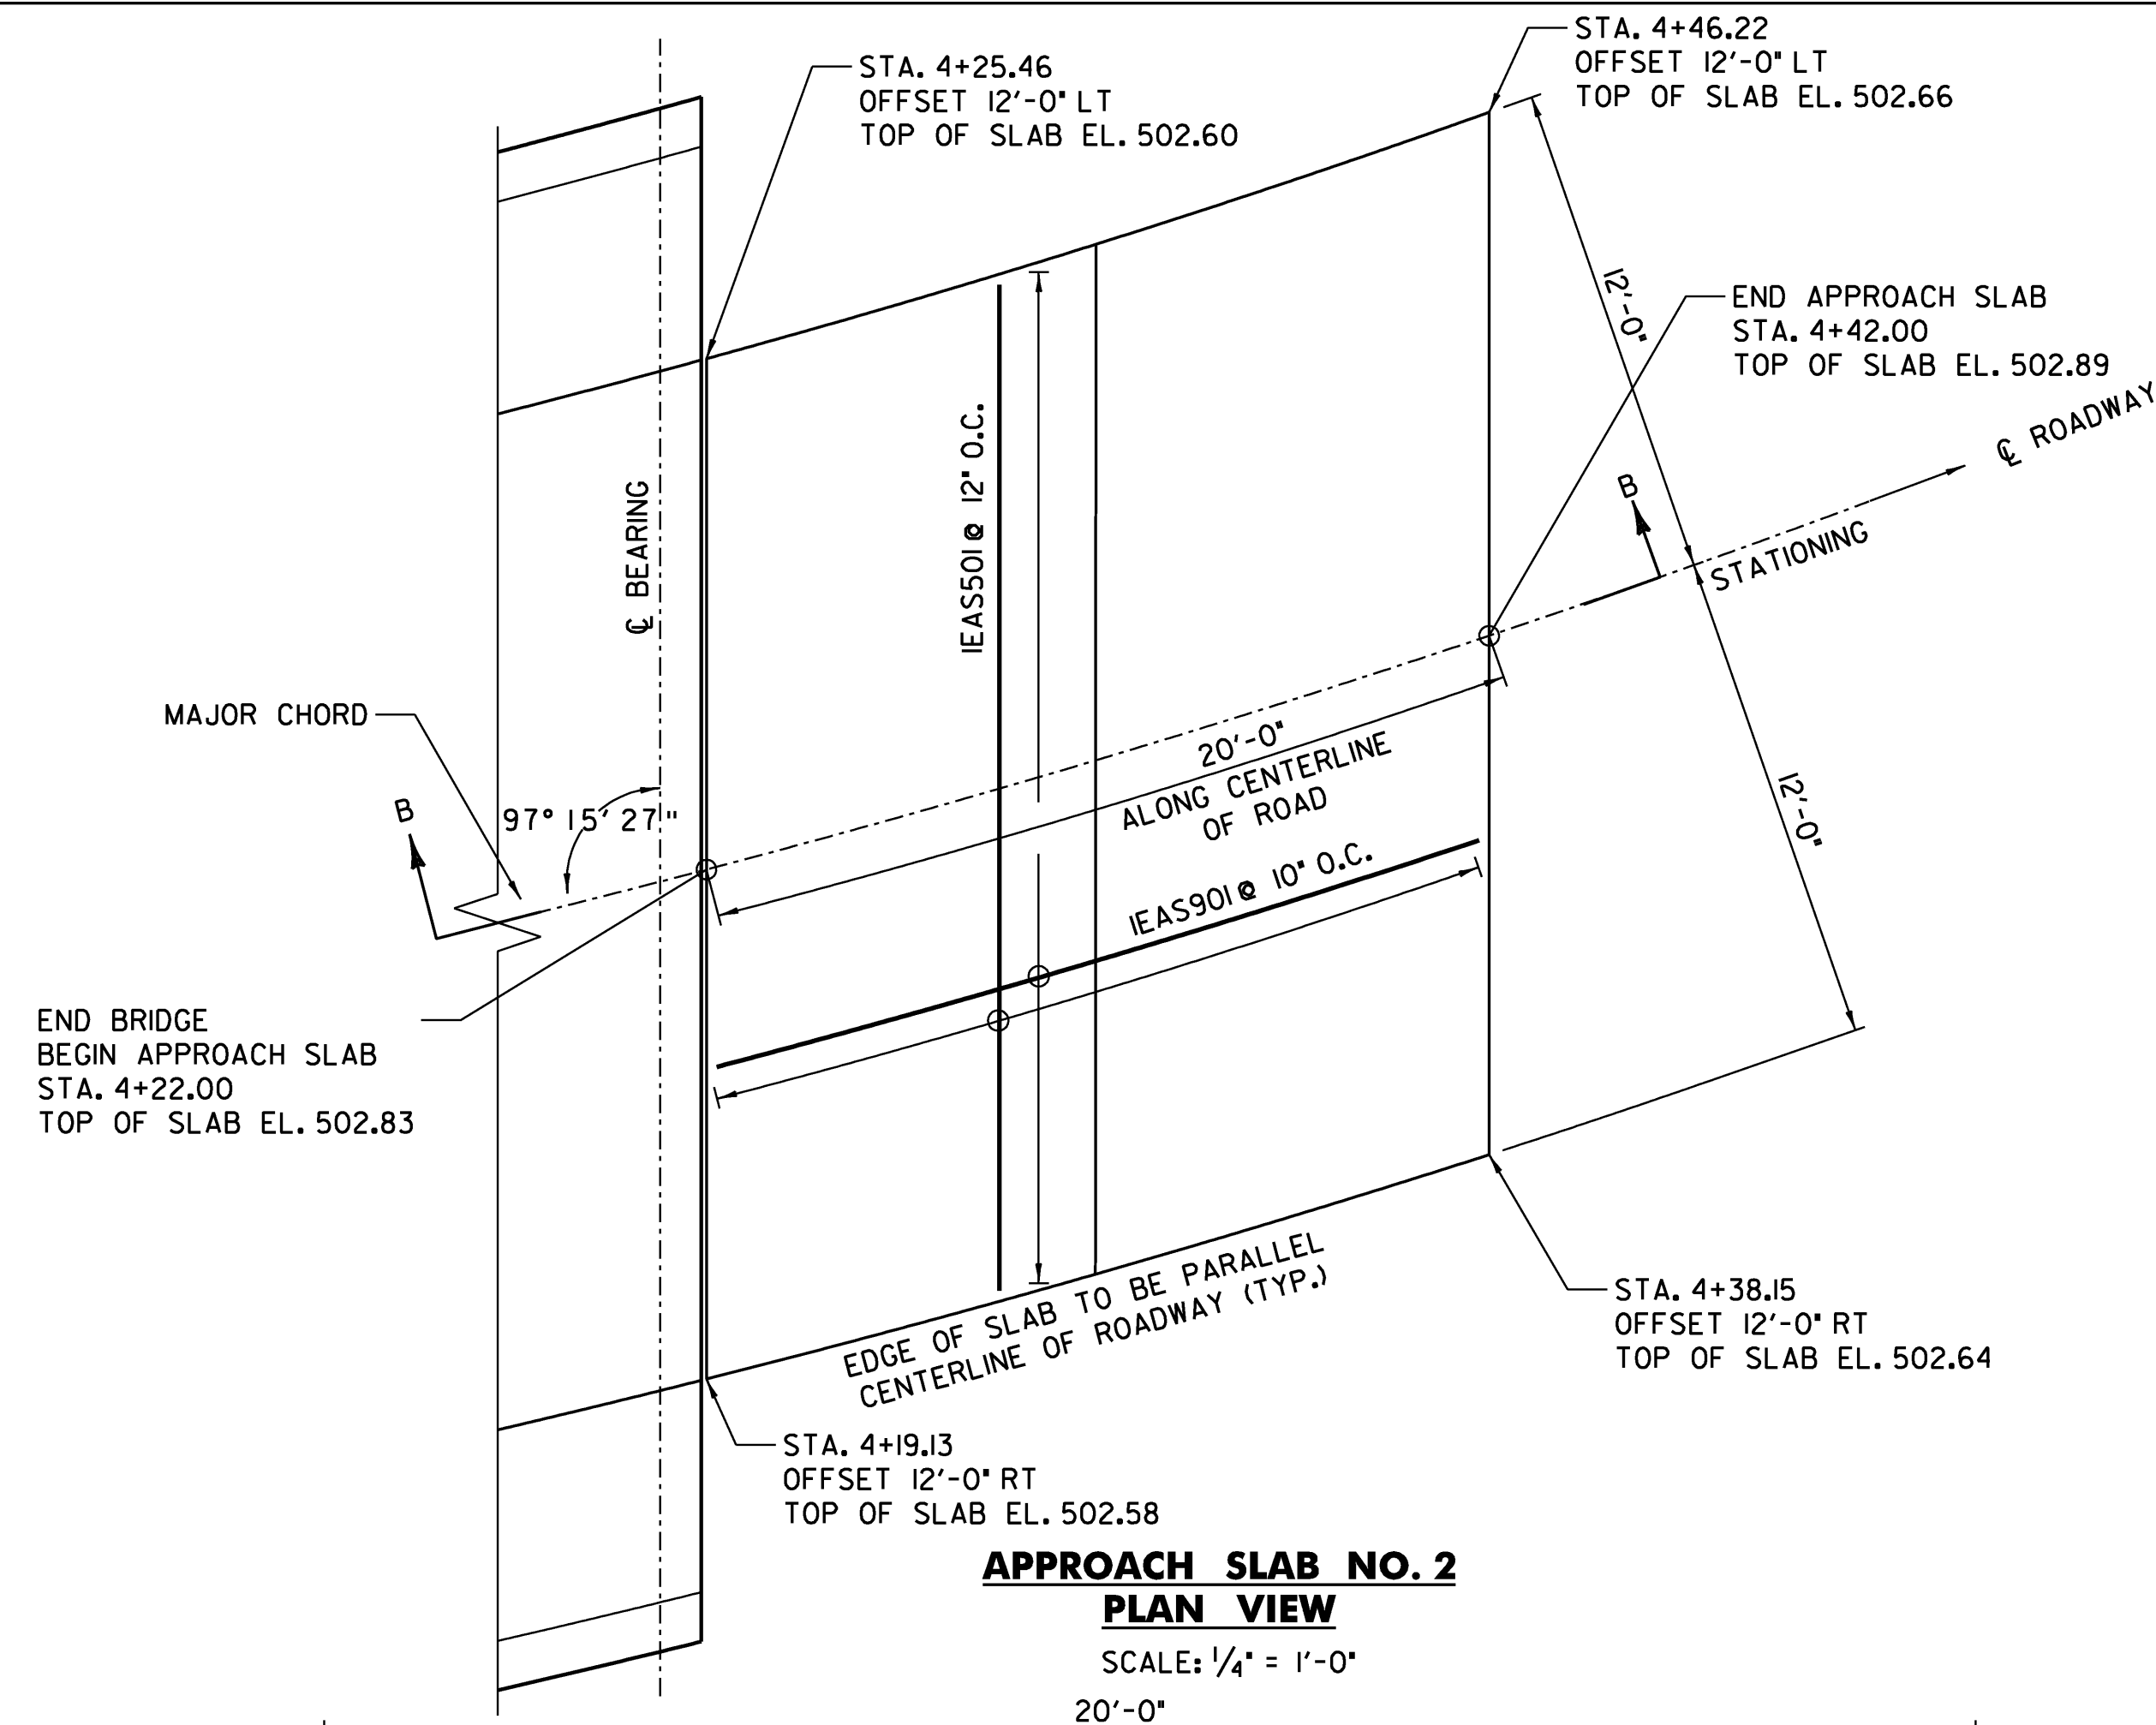 STA. 4+46.22
OFFSET 12'-0" LT
TOP OF SLAB EL. 502.66
STA. 4+25.46
OFFSET 12'-0" LT
TOP OF SLAB EL. 502.60
12'-0"
END APPROACH SLAB
STA. 4+42.00
TOP OF SLAB EL. 502.89
℄ ROADWAY
1EAS501 @ 12" O.C.
℄ BEARING
B
STATIONING
MAJOR CHORD
20'-0"
ALONG CENTERLINE
OF ROAD
B
97° 15' 27"
12'-0"
1EAS901 @ 10" O.C.
END BRIDGE
BEGIN APPROACH SLAB
STA. 4+22.00
TOP OF SLAB EL. 502.83
EDGE OF SLAB TO BE PARALLEL
CENTERLINE OF ROADWAY (TYP.)
STA. 4+38.15
OFFSET 12'-0" RT
TOP OF SLAB EL. 502.64
STA. 4+19.13
OFFSET 12'-0" RT
TOP OF SLAB EL. 502.58
APPROACH SLAB NO. 2
PLAN VIEW
SCALE: 1/4" = 1'-0"
20'-0"